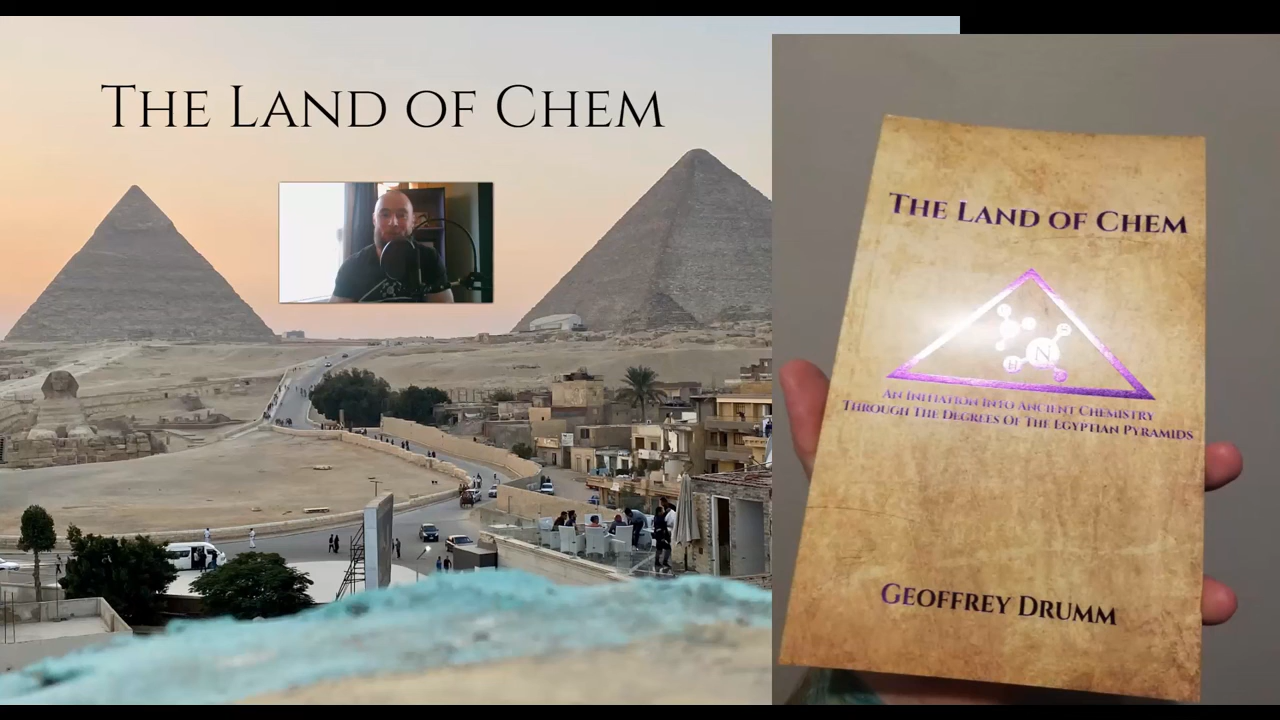 THE LAND OF CHEM
THE LAND OF CHEM
N
H
AN INITIATION INTO ANCIENT CHEMISTRY
THROUGH THE DEGREES OF THE EGYPTIAN PYRAMIDS
GEOFFREY DRUMM